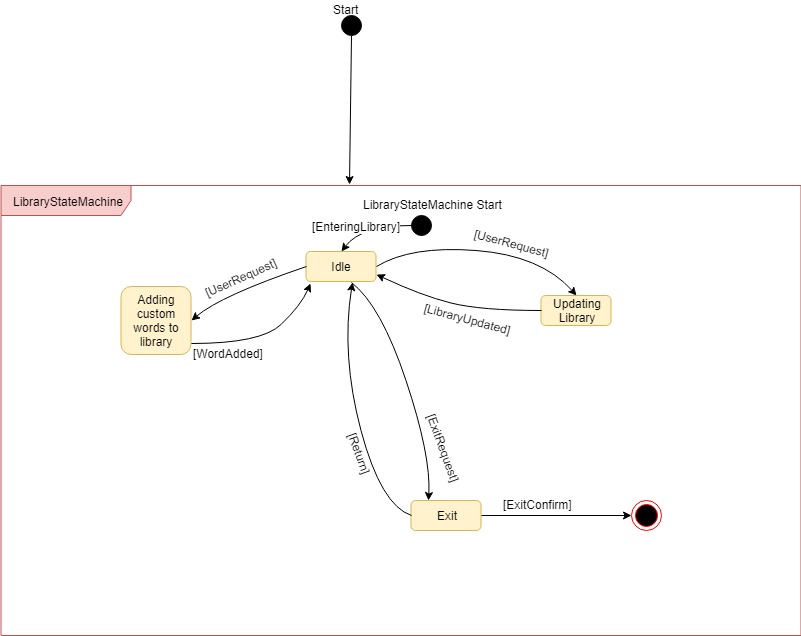 Start
LibraryStateMachine
LibraryStateMachine Start
[EnteringLibrary]
[UserRequest]
[UserRequest]
Idle
Adding
custom
words to
library
Updating
Library
[LibraryUpdated]
[WordAdded]
[Return]
[ExitRequest]
Exit
[ExitConfirm]